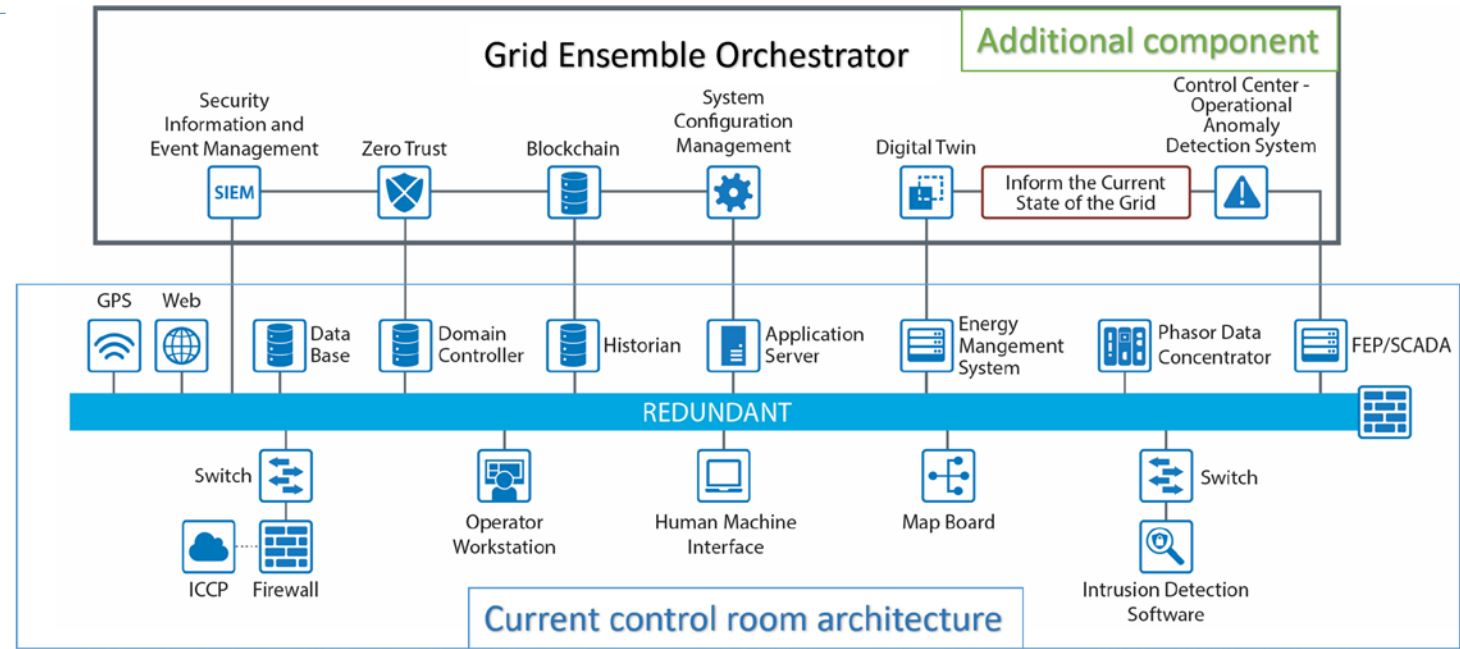 Grid Ensemble Orchestrator
Additional component
Security
Information and
Event Management
Zero Trust
Blockchain
System
Configuration
Management
Digital Twin
Control Center -
Operational
Anomaly
Detection System
SIEM
Inform the Current
State of the Grid
GPS
Web
Data
Base
Domain
Controller
Historian
Application
Server
Energy
Mangement
System
Phasor Data
Concentrator
FEP/SCADA
REDUNDANT
Switch
Operator
Workstation
Human Machine
Interface
Map Board
Switch
ICCP
Firewall
Intrusion Detection
Software
Current control room architecture